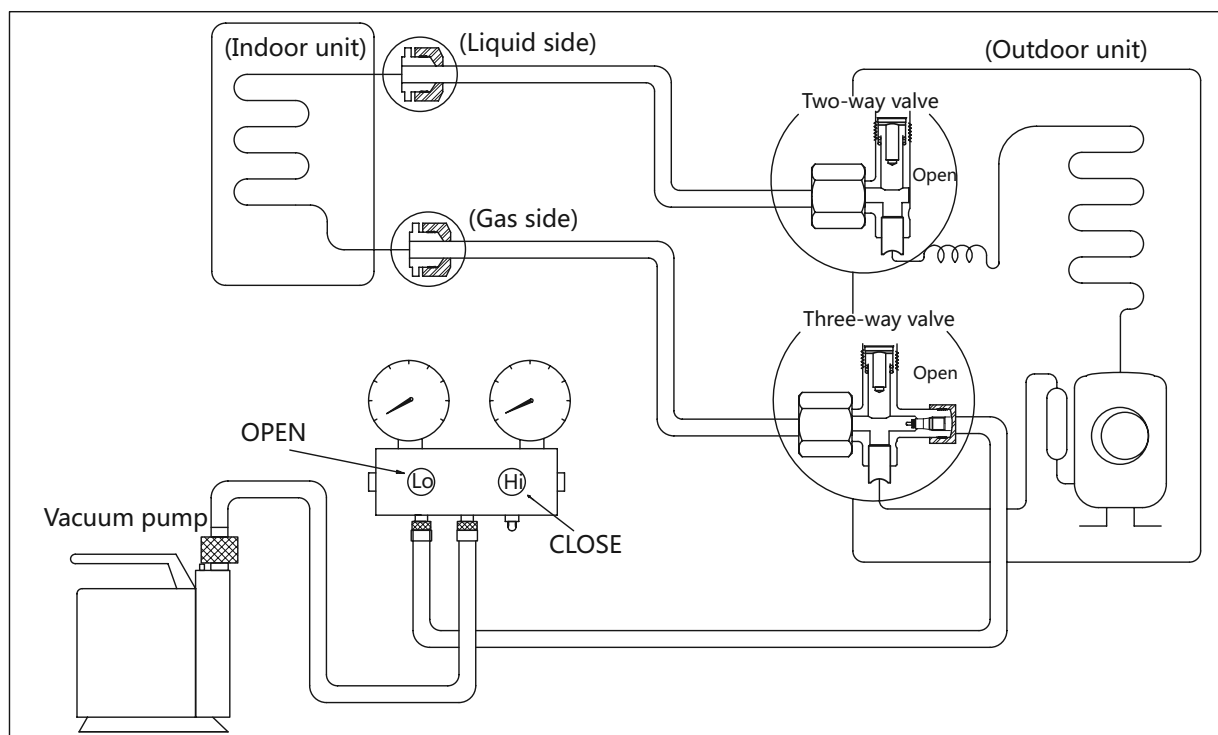 (Indoor unit)
(Liquid side)
(Outdoor unit)
Two-way valve
Open
(Gas side)
Three-way valve
Open
OPEN
Lo
Hi
CLOSE
Vacuum pump